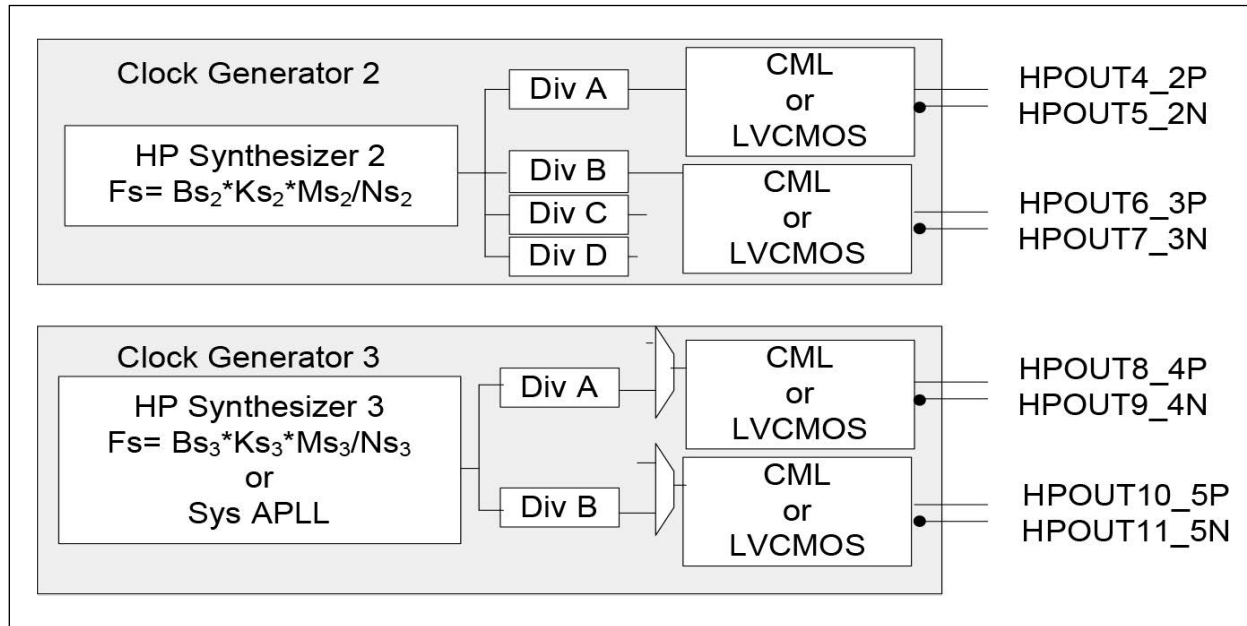 Clock Generator 2
HP Synthesizer 2
Fs= Bs₂*Ks₂*Ms₂/Ns₂
Div A
Div B
Div C
Div D
CML
or
LVCMOS
CML
or
LVCMOS
HPOUT4_2P
HPOUT5_2N
HPOUT6_3P
HPOUT7_3N
Clock Generator 3
HP Synthesizer 3
Fs= Bs₃*Ks₃*Ms₃/Ns₃
or
Sys APLL
Div A
Div B
CML
or
LVCMOS
CML
or
LVCMOS
HPOUT8_4P
HPOUT9_4N
HPOUT10_5P
HPOUT11_5N